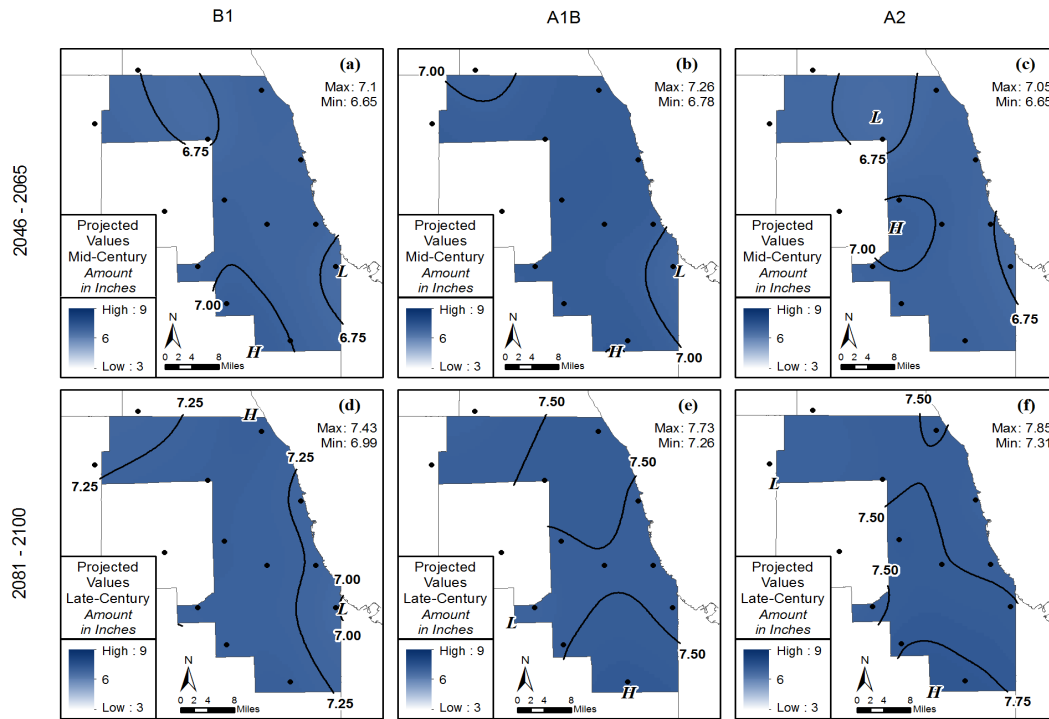 B1
A1B
A2
2046 - 2065
(a)
Max: 7.1
Min: 6.65
6.75
7.00
L
6.75
H
Projected
Values
Mid-Century
Amount
in Inches
High : 9
6
Low : 3
N
0 2 4 8
Miles
(b)
7.00
Max: 7.26
Min: 6.78
L
7.00
H
Projected
Values
Mid-Century
Amount
in Inches
High : 9
6
Low : 3
N
0 2 4 8
Miles
(c)
Max: 7.05
Min: 6.65
L
6.75
H
7.00
6.75
Projected
Values
Mid-Century
Amount
in Inches
High : 9
6
Low : 3
N
0 2 4 8
Miles
2081 - 2100
(d)
7.25
H
Max: 7.43
Min: 6.99
7.25
7.25
7.00
L
7.00
7.25
Projected
Values
Late-Century
Amount
in Inches
High : 9
6
Low : 3
N
0 2 4 8
Miles
(e)
7.50
Max: 7.73
Min: 7.26
7.50
L
7.50
H
Projected
Values
Late-Century
Amount
in Inches
High : 9
6
Low : 3
N
0 2 4 8
Miles
(f)
7.50
Max: 7.85
Min: 7.31
L
7.50
7.50
H
7.75
Projected
Values
Late-Century
Amount
in Inches
High : 9
6
Low : 3
N
0 2 4 8
Miles